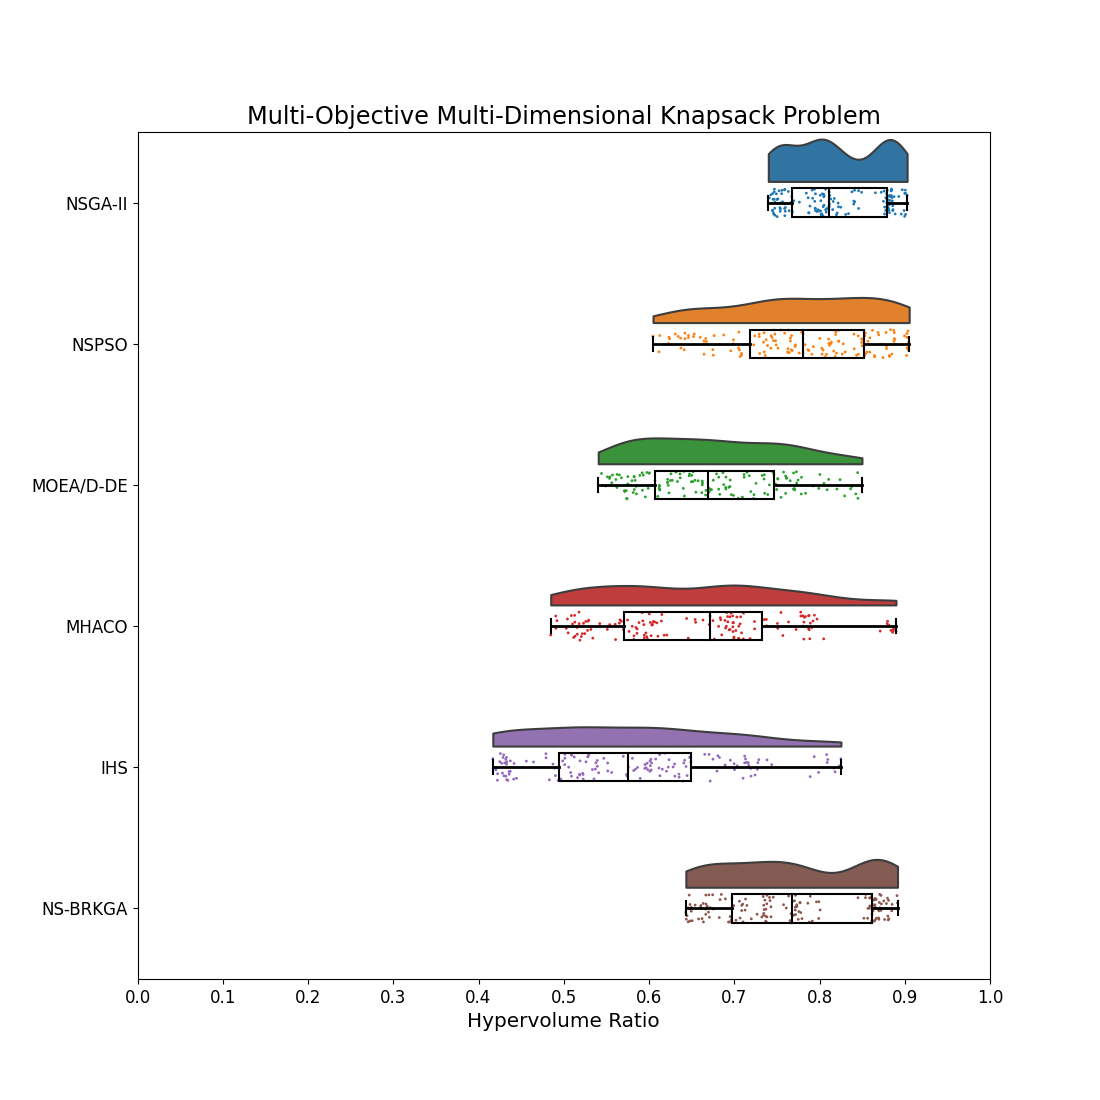 Multi-Objective Multi-Dimensional Knapsack Problem
NSGA-II
NSPSO
MOEA/D-DE
MHACO
IHS
NS-BRKGA
0.0 0.1 0.2 0.3 0.4 0.5 0.6 0.7 0.8 0.9 1.0
Hypervolume Ratio